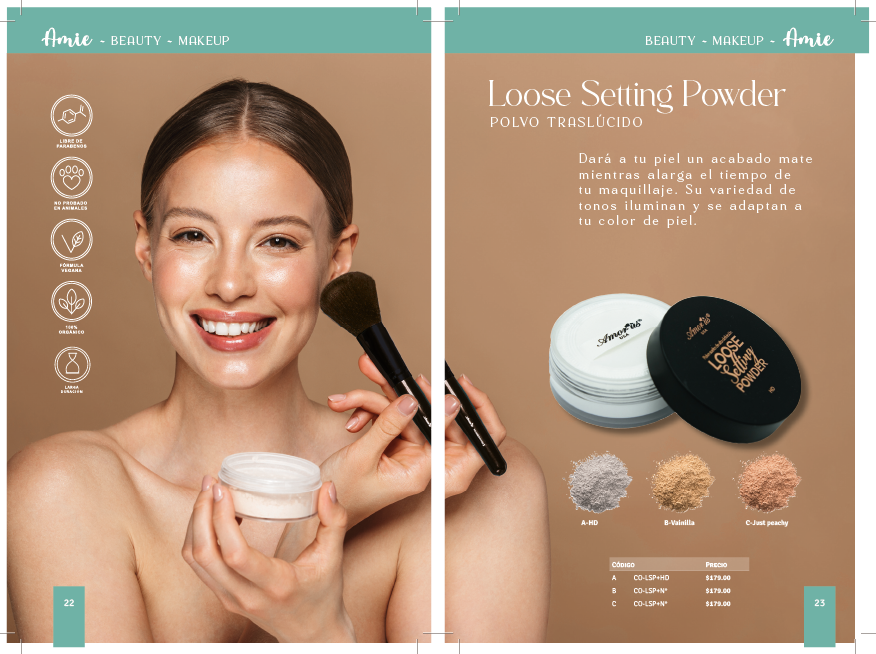 Amie ~ BEAUTY ~ MAKEUP
LIBRE DE
PARABENOS
NO PROBADO
EN ANIMALES
FÓRMULA
VEGANA
100%
ORGÁNICO
LARGA
DURACIÓN
22
BEAUTY ~ MAKEUP ~ Amie
Loose Setting Powder
POLVO TRASLÚCIDO
Dará a tu piel un acabado mate
mientras alarga el tiempo de
tu maquillaje. Su variedad de
tonos iluminan y se adaptan a
tu color de piel.
Amor us
USA
Amor us
USA
LOOSE
Setting
POWDER
HD
A-HD
B-Vainilla
C-Just peachy
CÓDIGO PRECIO
A CO-LSP+HD $179.00
B CO-LSP+N* $179.00
C CO-LSP+N* $179.00
23